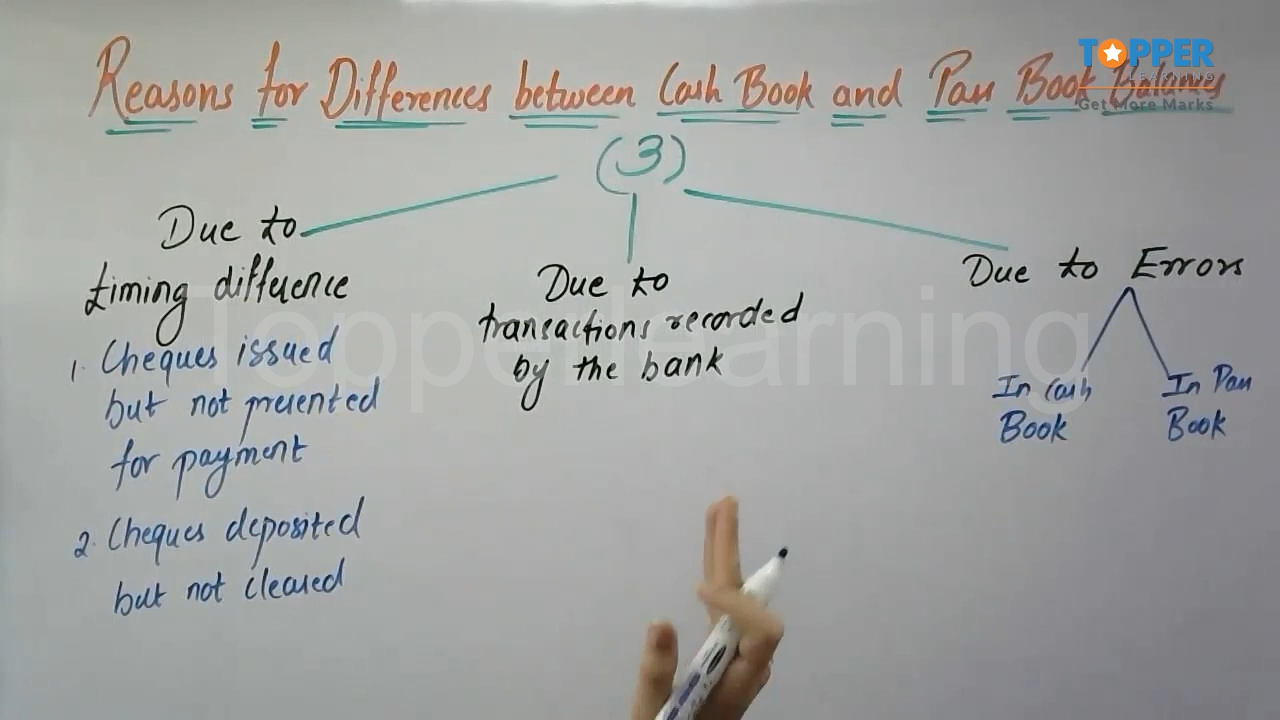 Reasons for Differences between Cash Book and Pass Book Balances
TOPPER
LEARNING
Get More Marks
(3)
Due to
timing difference
1. Cheques issued
but not presented
for payment
2. Cheques deposited
but not cleared
Due to
transactions recorded
by the bank
Due to Errors
In Cash
Book
In Pass
Book
Topperlearning